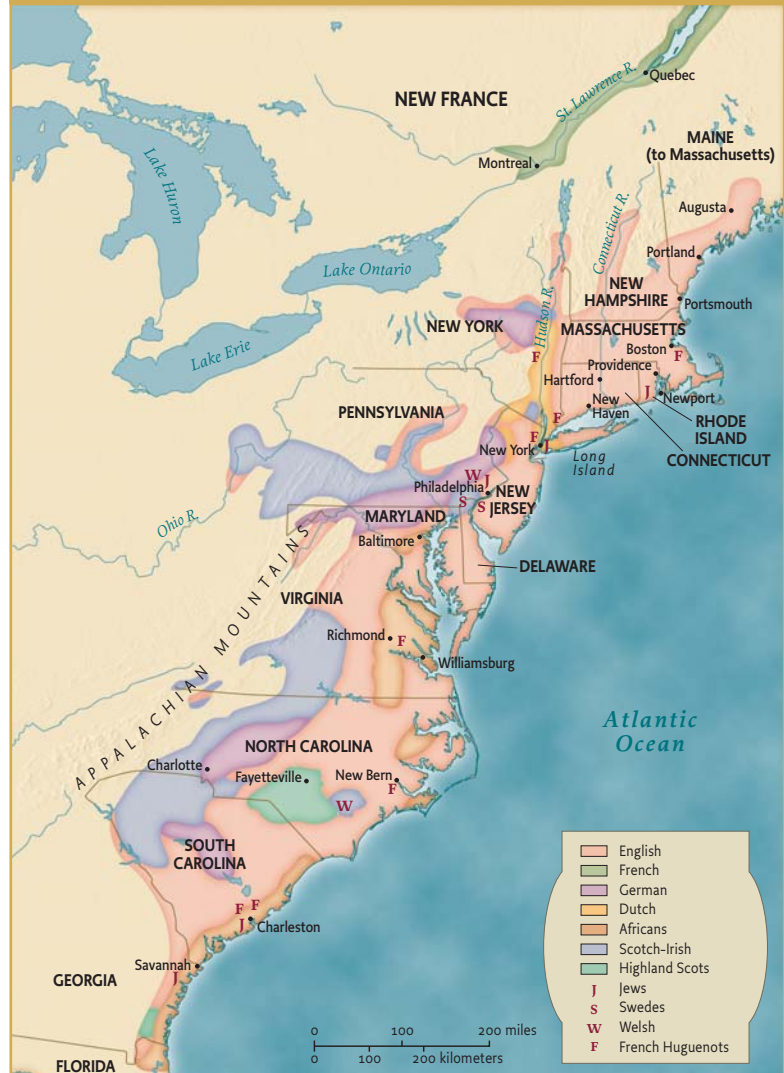 NEW FRANCE
St. Lawrence R.
Quebec
Montreal
MAINE
(to Massachusetts)
Augusta
Portland
Lake Huron
Lake Ontario
Lake Erie
Connecticut R.
Hudson R.
NEW
HAMPSHIRE
Portsmouth
NEW YORK
MASSACHUSETTS
Boston
F
F
Providence
Hartford
J
Newport
New
Haven
RHODE
ISLAND
CONNECTICUT
F
PENNSYLVANIA
F
New York
J
Long
Island
W
J
Philadelphia
S
S
NEW
JERSEY
Ohio R.
MARYLAND
Baltimore
DELAWARE
APPALACHIAN MOUNTAINS
VIRGINIA
Richmond
F
Williamsburg
Atlantic
Ocean
NORTH CAROLINA
Charlotte
Fayetteville
New Bern
F
W
SOUTH
CAROLINA
F
F
J
Charleston
Savannah
J
GEORGIA
FLORIDA
English
French
German
Dutch
Africans
Scotch-Irish
Highland Scots
J Jews
S Swedes
W Welsh
F French Huguenots
0 100 200 miles
0 100 200 kilometers